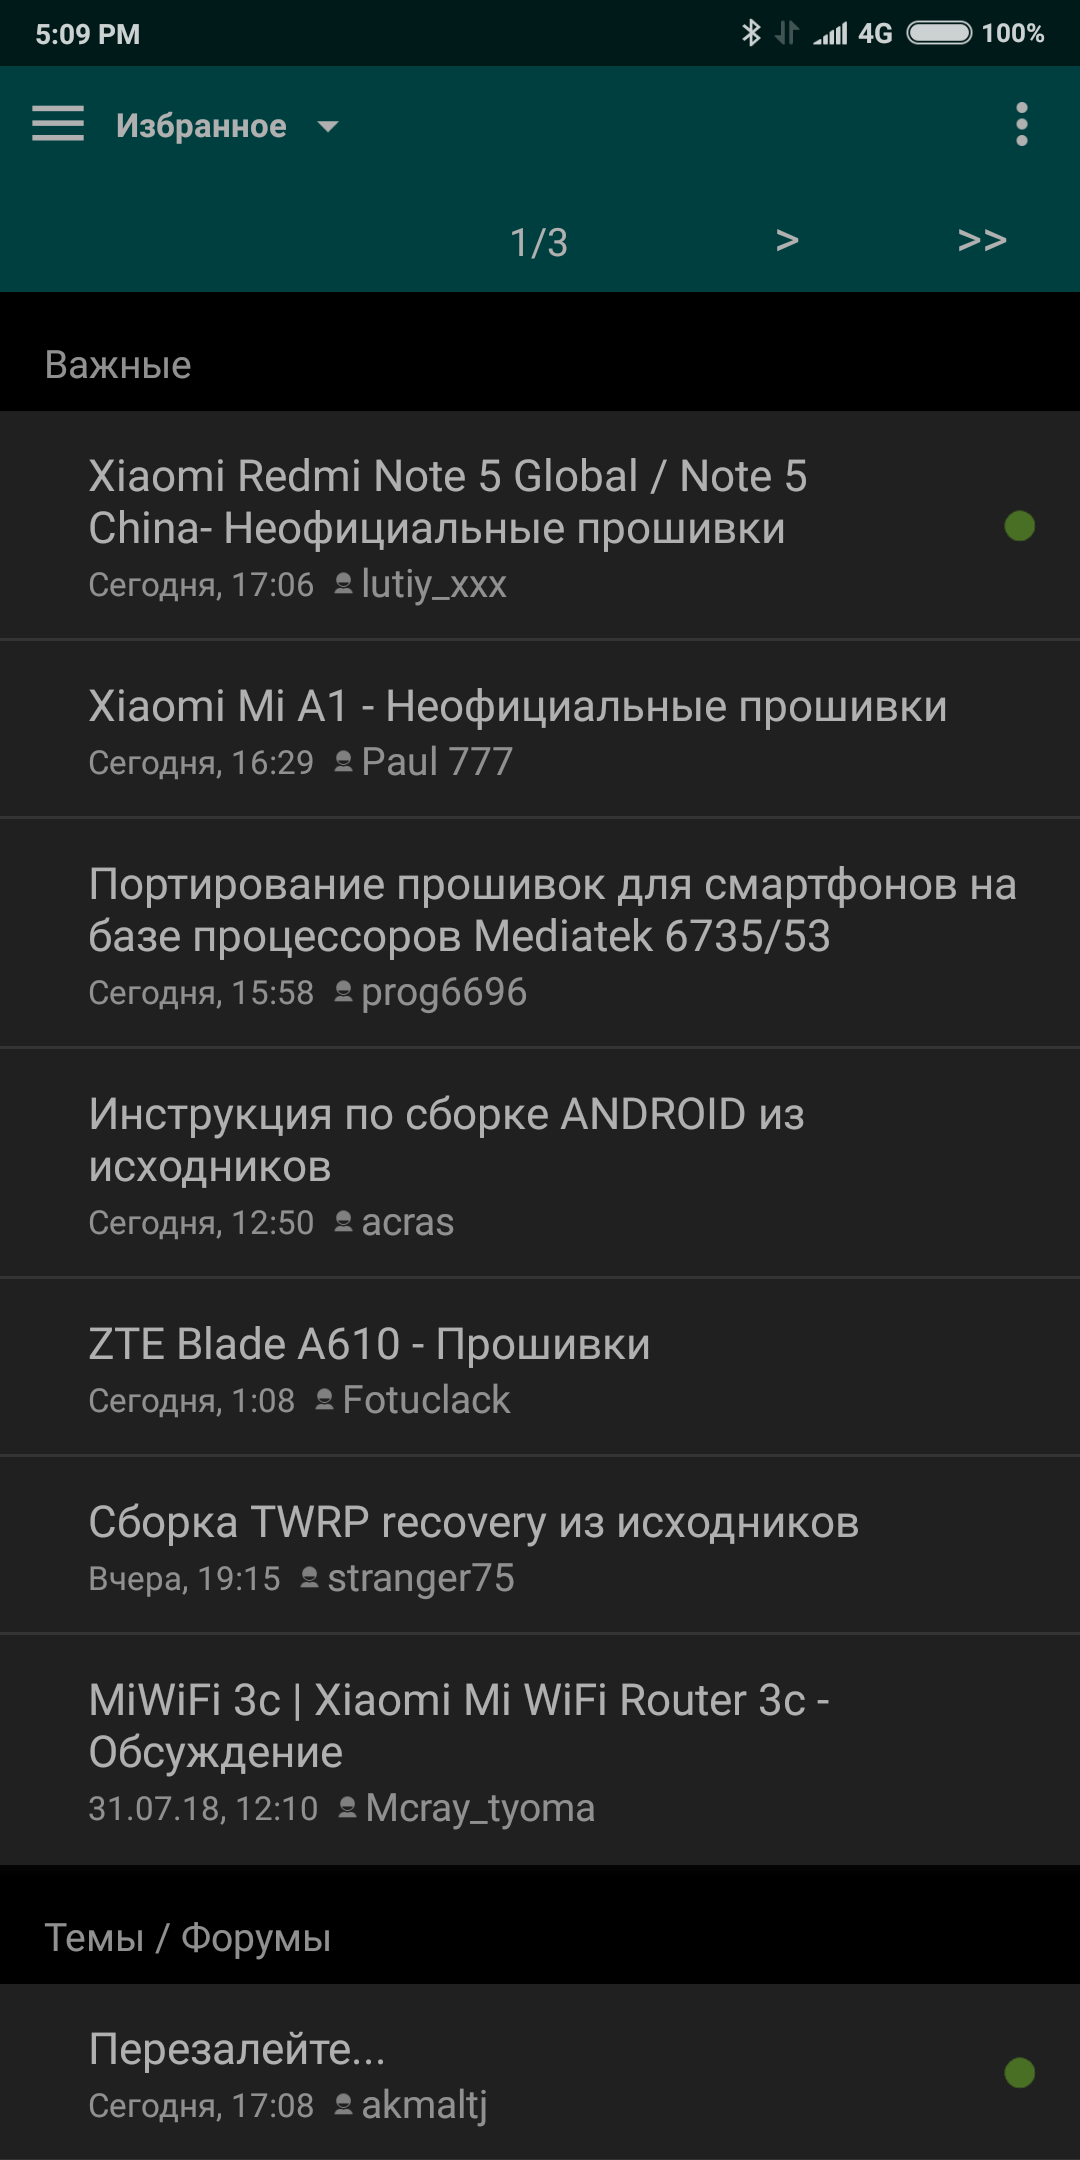 5:09 PM 4G 100%
Избранное
1/3 > >>
Важные
Xiaomi Redmi Note 5 Global / Note 5
China- Неофициальные прошивки
Сегодня, 17:06 lutiy_xxx
Xiaomi Mi A1 - Неофициальные прошивки
Сегодня, 16:29 Paul 777
Портирование прошивок для смартфонов на
базе процессоров Mediatek 6735/53
Сегодня, 15:58 prog6696
Инструкция по сборке ANDROID из
исходников
Сегодня, 12:50 acras
ZTE Blade A610 - Прошивки
Сегодня, 1:08 Fotuclack
Сборка TWRP recovery из исходников
Вчера, 19:15 stranger75
MiWiFi 3c | Xiaomi Mi WiFi Router 3c -
Обсуждение
31.07.18, 12:10 Mcray_tyoma
Темы / Форумы
Перезалейте...
Сегодня, 17:08 akmaltj